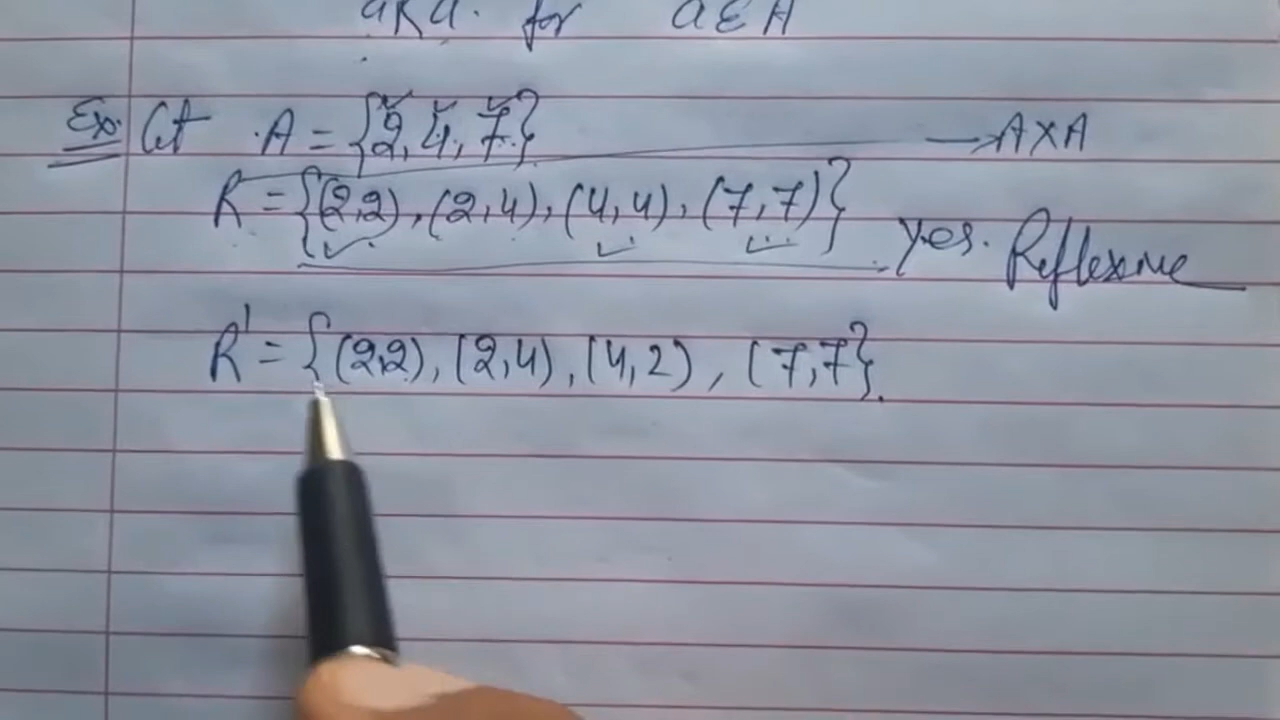 aRa. for a ∈ A
Ex. Let A = {2, 4, 7} → A×A
R = {(2,2), (2,4), (4,4), (7,7)} yes. Reflexive
R' = {(2,2), (2,4), (4,2), (7,7}.